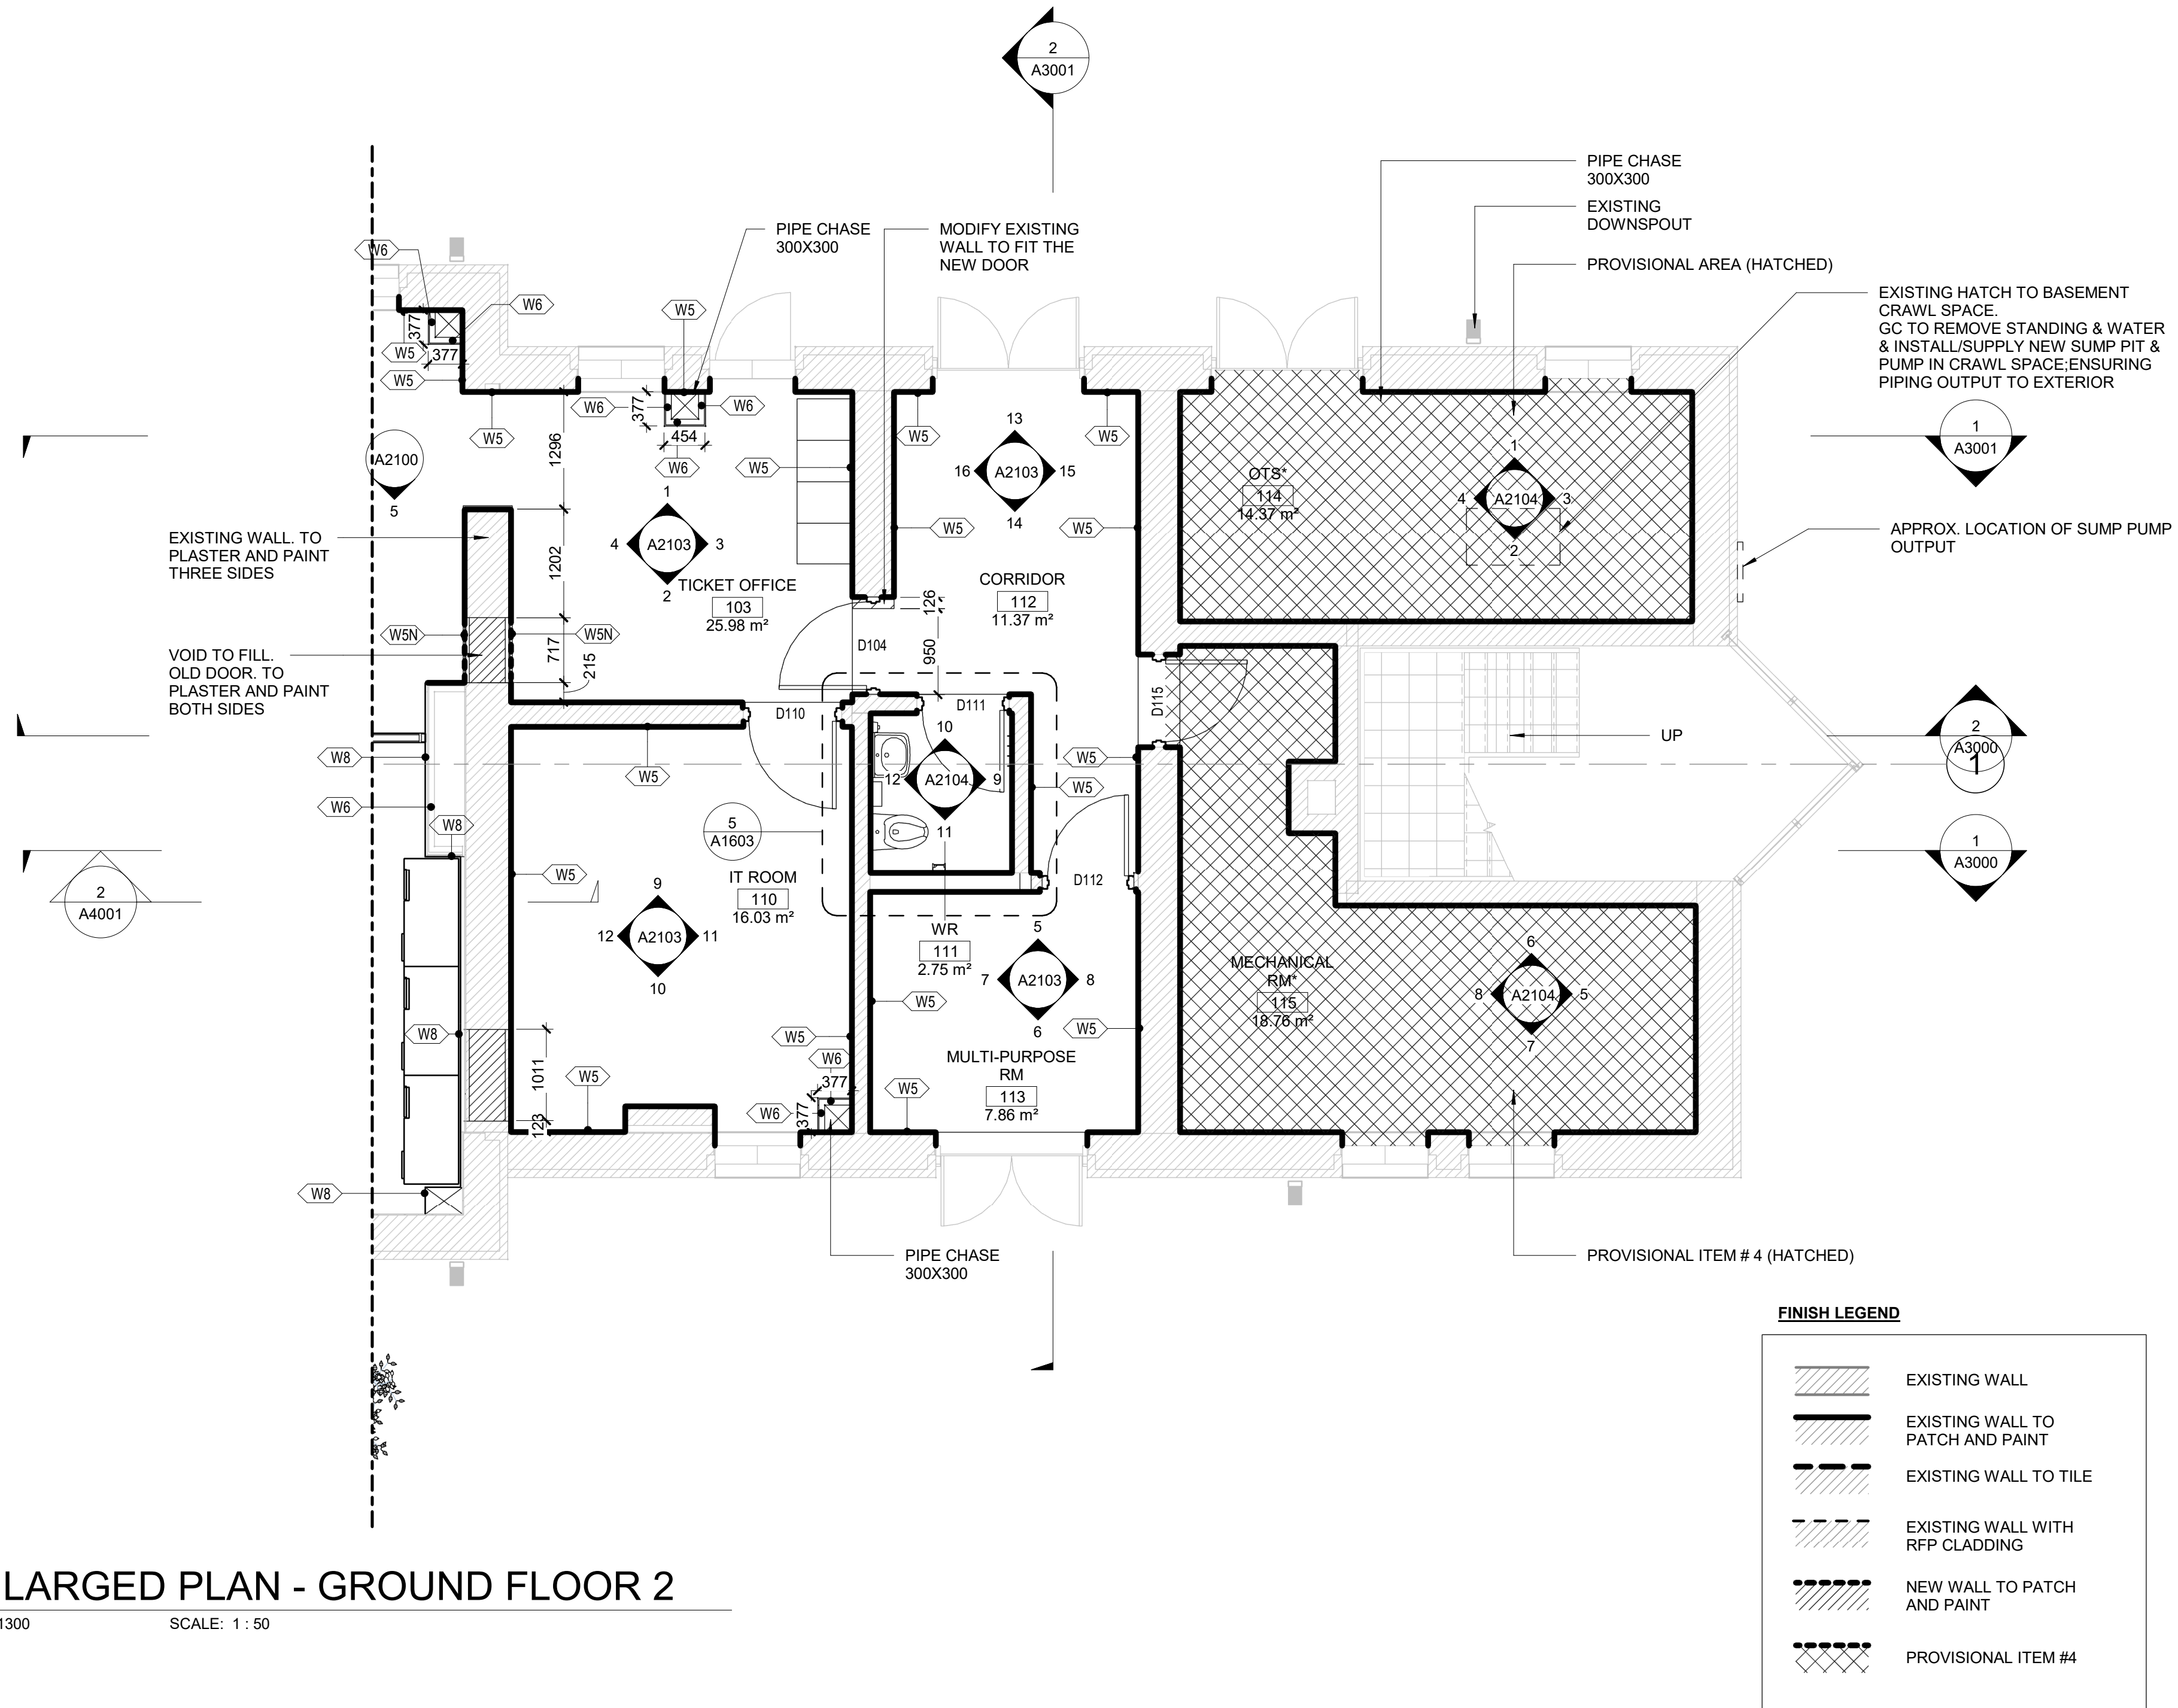 2
A3001
PIPE CHASE
300X300
EXISTING
DOWNSPOUT
PROVISIONAL AREA (HATCHED)
EXISTING HATCH TO BASEMENT
CRAWL SPACE.
GC TO REMOVE STANDING & WATER
& INSTALL/SUPPLY NEW SUMP PIT &
PUMP IN CRAWL SPACE;ENSURING
PIPING OUTPUT TO EXTERIOR
PIPE CHASE
300X300
MODIFY EXISTING
WALL TO FIT THE
NEW DOOR
W6
W6
W5
377
W5
377
W5
W5
W6
377
W6
454
W6
W5
W5
W5
1296
A2100
5
1
4 A2103 3
2
TICKET OFFICE
103
25.98 m²
13
16 A2103 15
14
W5
W5
CORRIDOR
112
11.37 m²
OTS*
114
14.37 m²
1
4 A2104 3
2
1
A3001
APPROX. LOCATION OF SUMP PUMP
OUTPUT
EXISTING WALL. TO
PLASTER AND PAINT
THREE SIDES
1202
W5N
W5N
717
215
VOID TO FILL.
OLD DOOR. TO
PLASTER AND PAINT
BOTH SIDES
126
950
D104
D110
D111
D115
W8
W6
W8
W5
10
12 A2104 9
11
W5
W5
UP
2
A3000
1
1
A3000
2
A4001
W5
5
A1603
D112
IT ROOM
110
16.03 m²
9
12 A2103 11
10
WR
111
2.75 m²
5
7 A2103 8
6
W5
W5
MECHANICAL
RM*
115
18.76 m²
6
8 A2104 5
7
W8
W5
W6
377
W6
377
1011
123
W5
W5
MULTI-PURPOSE
RM
113
7.86 m²
W8
PIPE CHASE
300X300
PROVISIONAL ITEM # 4 (HATCHED)
FINISH LEGEND
EXISTING WALL
EXISTING WALL TO
PATCH AND PAINT
EXISTING WALL TO TILE
EXISTING WALL WITH
RFP CLADDING
NEW WALL TO PATCH
AND PAINT
PROVISIONAL ITEM #4
LARGED PLAN - GROUND FLOOR 2
1300
SCALE: 1 : 50